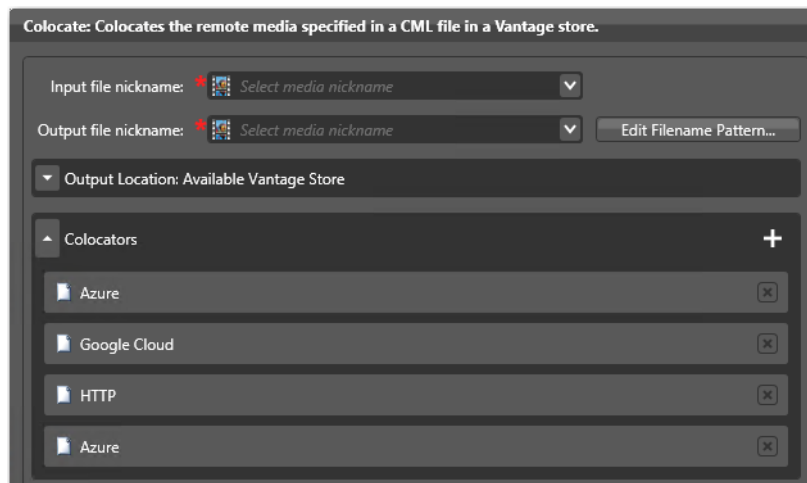 Colocate: Colocates the remote media specified in a CML file in a Vantage store.
Input file nickname: * Select media nickname
Output file nickname: * Select media nickname Edit Filename Pattern...
Output Location: Available Vantage Store
Colocators
Azure
Google Cloud
HTTP
Azure